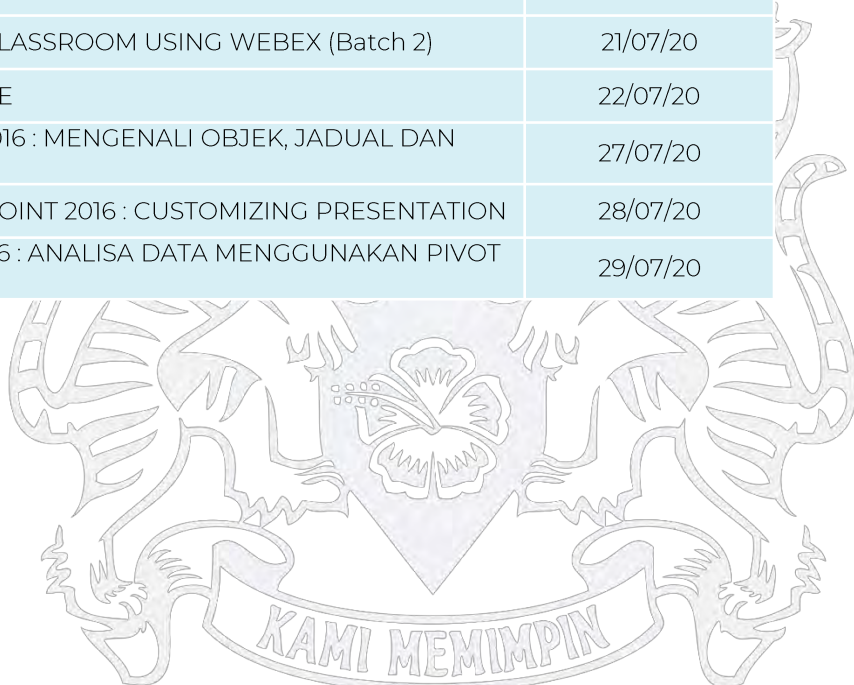 LASSROOM USING WEBEX (Batch 2) 21/07/20
E 22/07/20
016 : MENGENALI OBJEK, JADUAL DAN 27/07/20
OINT 2016 : CUSTOMIZING PRESENTATION 28/07/20
6 : ANALISA DATA MENGGUNAKAN PIVOT 29/07/20
KAMI MEMIMPIN